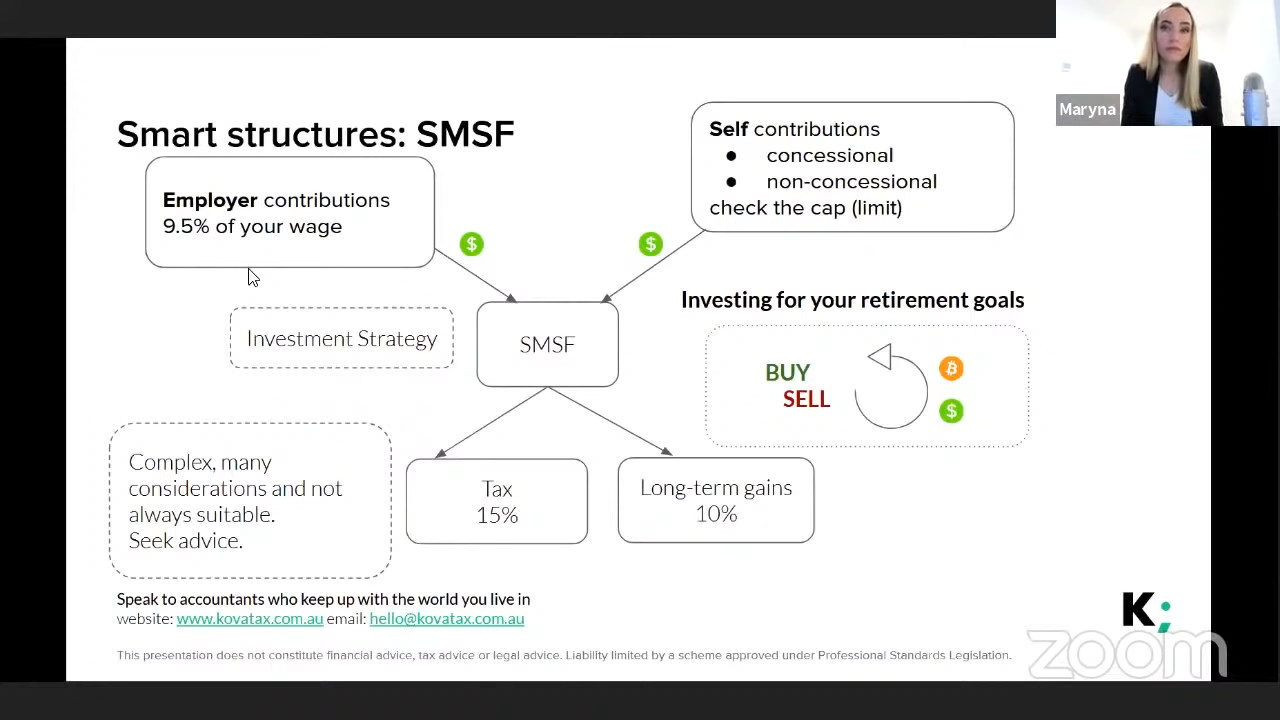 Maryna
Smart structures: SMSF
Employer contributions
9.5% of your wage
Self contributions
● concessional
● non-concessional
check the cap (limit)
$
$
Investment Strategy
SMSF
Investing for your retirement goals
BUY
SELL
₿
$
Complex, many
considerations and not
always suitable.
Seek advice.
Tax
15%
Long-term gains
10%
Speak to accountants who keep up with the world you live in
website: www.kovatax.com.au email: hello@kovatax.com.au
K;
This presentation does not constitute financial advice, tax advice or legal advice. Liability limited by a scheme approved under Professional Standards Legislation.
zoom